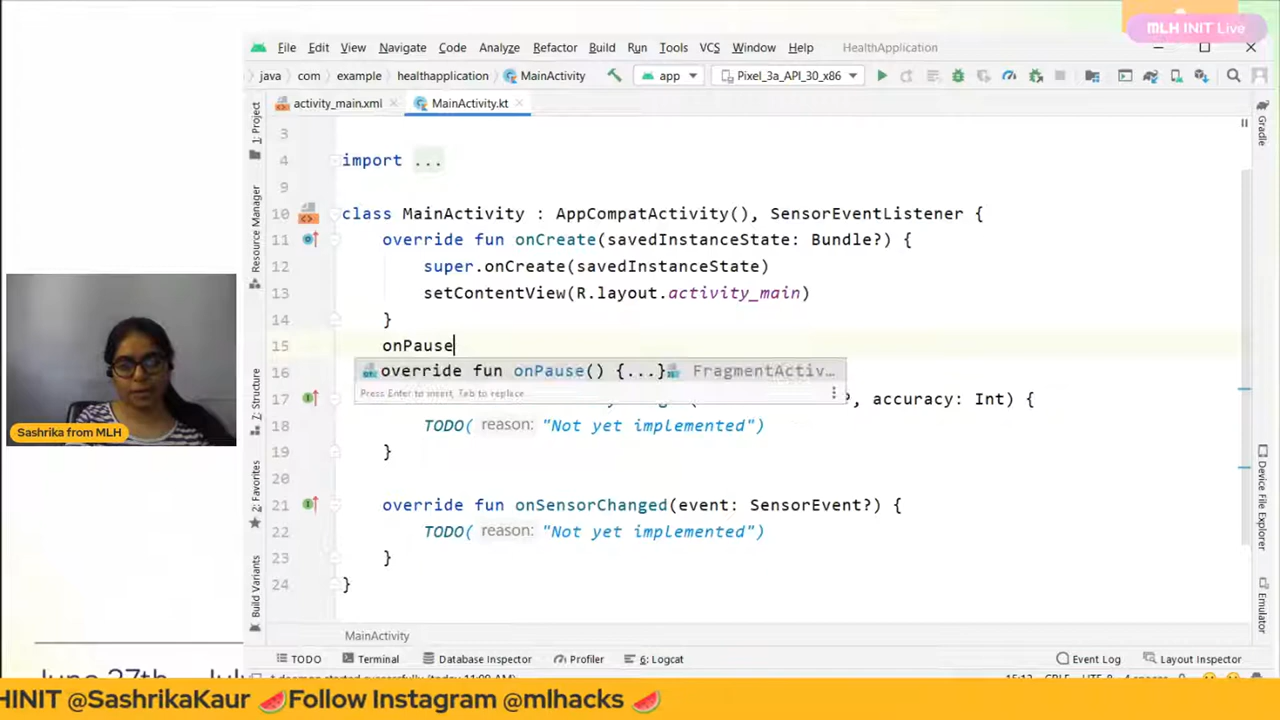 MLH INIT Live
File Edit View Navigate Code Analyze Refactor Build Run Tools VCS Window Help HealthApplication
java com example healthapplication MainActivity app Pixel_3a_API_30_x86
activity_main.xml MainActivity.kt
1: Project
Resource Manager
7: Structure
2: Favorites
Build Variants
Gradle
Device File Explorer
Emulator
3
4 import ...
9
10 class MainActivity : AppCompatActivity(), SensorEventListener {
11 override fun onCreate(savedInstanceState: Bundle?) {
12 super.onCreate(savedInstanceState)
13 setContentView(R.layout.activity_main)
14 }
15 onPause
16 override fun onPause() {...} FragmentActiv...
Press Enter to insert, Tab to replace
17 ?, accuracy: Int) {
18 TODO( reason: "Not yet implemented")
19 }
20
21 override fun onSensorChanged(event: SensorEvent?) {
22 TODO( reason: "Not yet implemented")
23 }
24 }
MainActivity
TODO Terminal Database Inspector Profiler 6: Logcat Event Log Layout Inspector
Sashrika from MLH
HINIT @SashrikaKaur 🍉Follow Instagram @mlhacks 🍉